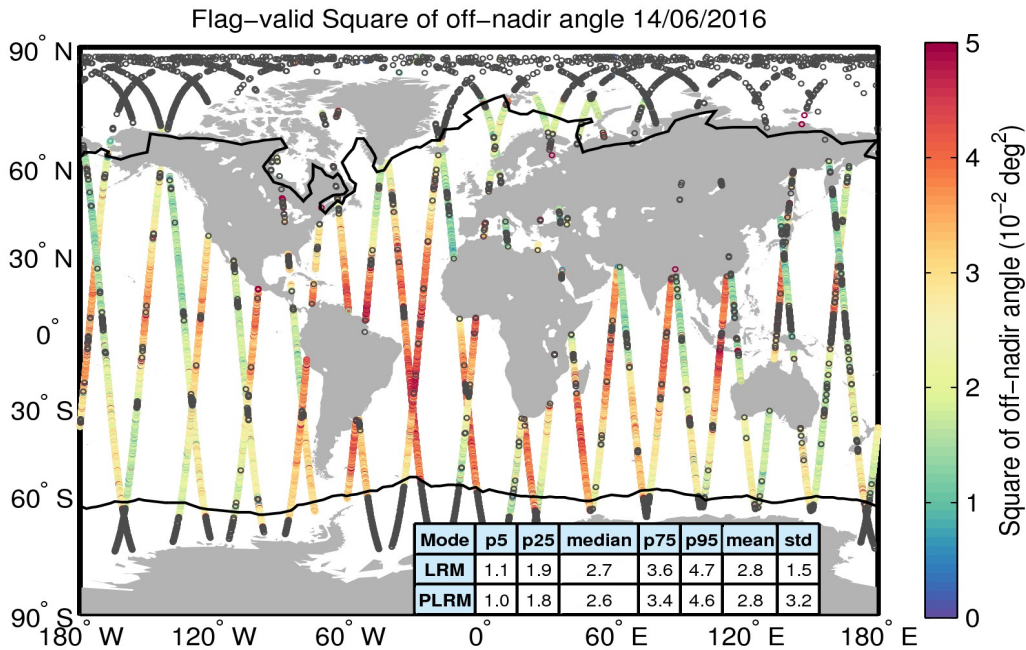 Flag-valid Square of off-nadir angle 14/06/2016
90° N
60° N
30° N
0°
30° S
60° S
90° S
180° W
120° W
60° W
0°
60° E
120° E
180° E
Mode p5 p25 median p75 p95 mean std
LRM 1.1 1.9 2.7 3.6 4.7 2.8 1.5
PLRM 1.0 1.8 2.6 3.4 4.6 2.8 3.2
5
4
3
2
1
0
Square of off-nadir angle (10⁻² deg²)